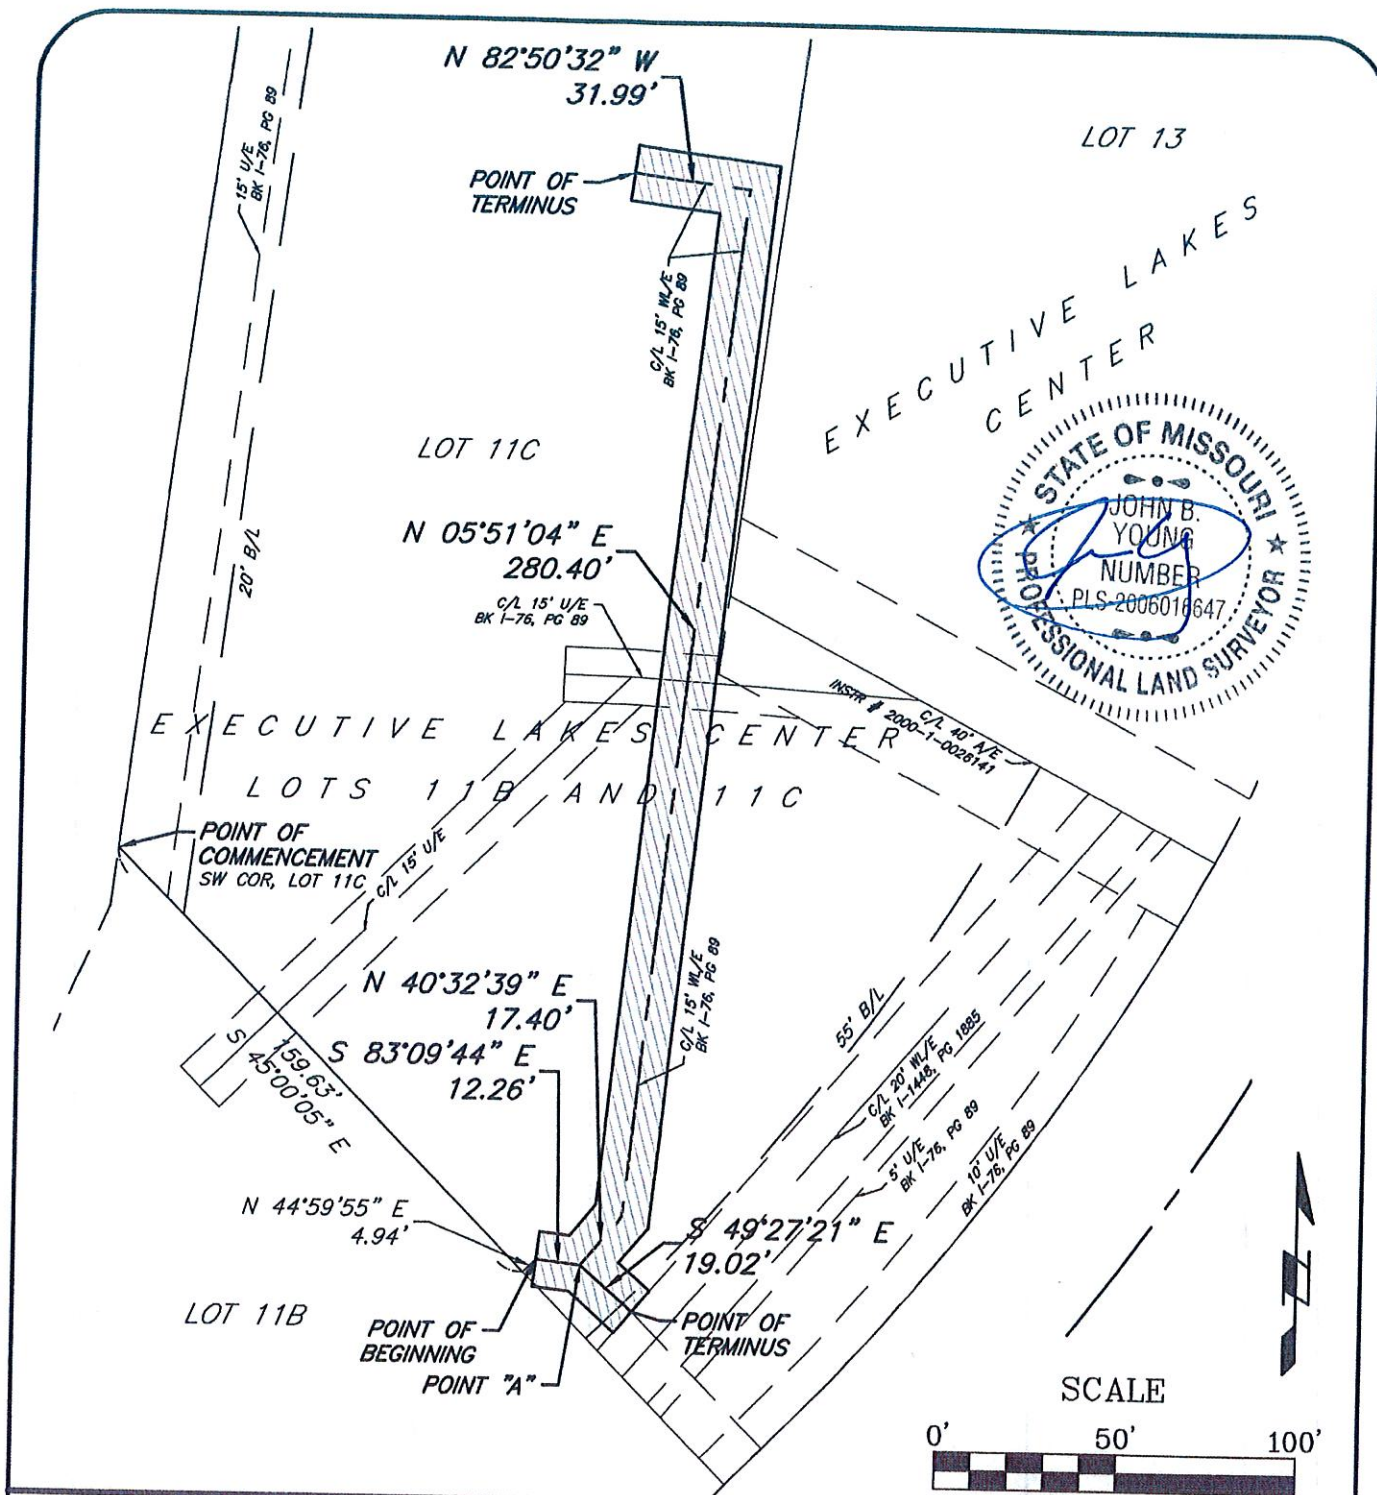 N 82°50'32" W
31.99'
LOT 13
15' U/E
BK I-76, PG 89
POINT OF
TERMINUS
EXECUTIVE LAKES
CENTER
C/L 15' WL/E
BK I-76, PG 89
STATE OF MISSOURI
JOHN B.
YOUNG
NUMBER
PLS-2006016647
PROFESSIONAL LAND SURVEYOR
LOT 11C
N 05°51'04" E
280.40'
20' B/L
C/L 15' U/E
BK I-76, PG 89
C/L 40' A/E
INSTR # 2000-1-0026141
EXECUTIVE LAKES CENTER
LOTS 11B AND 11C
POINT OF
COMMENCEMENT
SW COR, LOT 11C
C/L 15' U/E
C/L 15' WL/E
BK I-76, PG 89
N 40°32'39" E
17.40'
S 83°09'44" E
12.26'
159.63'
S 45°00'05" E
55' B/L
C/L 20' WL/E
BK I-1448, PG 1885
5' U/E
BK I-76, PG 89
10' U/E
BK I-76, PG 89
N 44°59'55" E
4.94'
S 49°27'21" E
19.02'
LOT 11B
POINT OF
BEGINNING
POINT "A"
POINT OF
TERMINUS
SCALE
0' 50' 100'